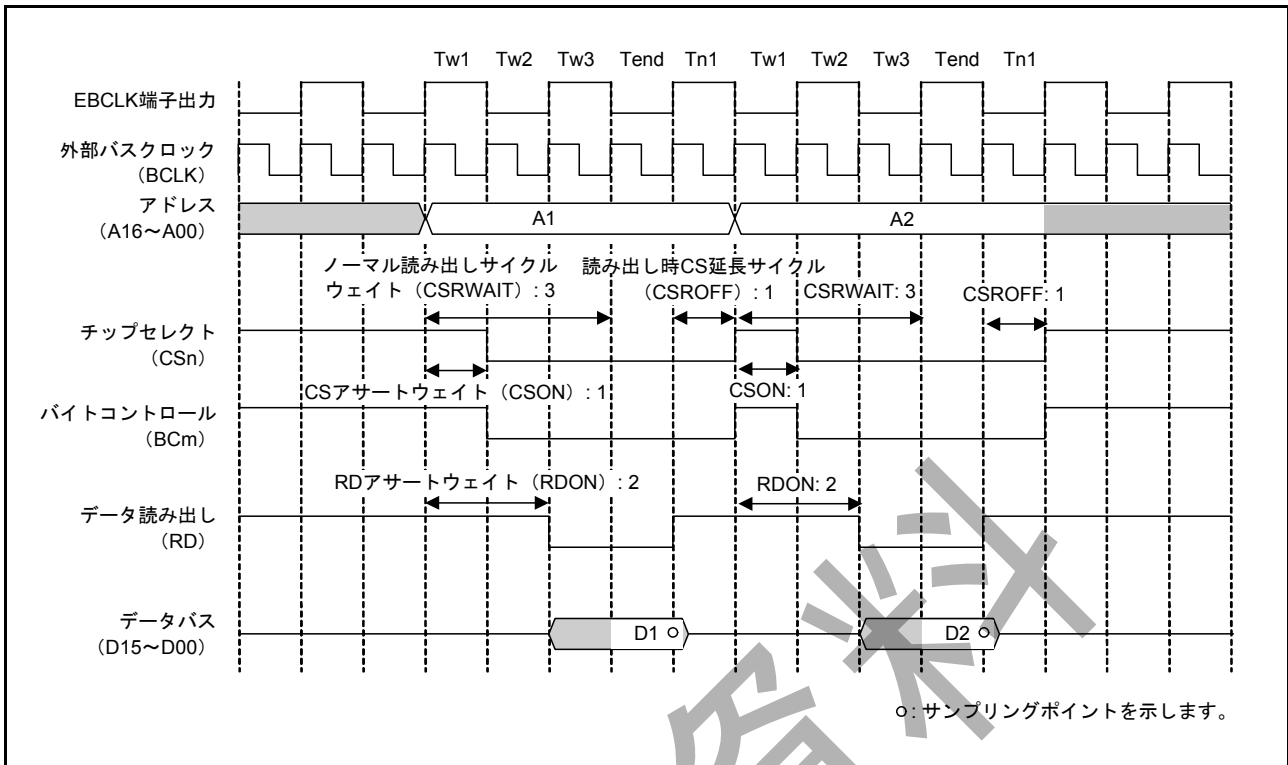 Tw1 Tw2 Tw3 Tend Tn1 Tw1 Tw2 Tw3 Tend Tn1
EBCLK端子出力
外部バスクロック
（BCLK）
アドレス
（A16～A00）
A1
A2
ノーマル読み出しサイクル
ウェイト（CSRWAIT）: 3
読み出し時CS延長サイクル
（CSROFF）: 1
CSRWAIT: 3
CSROFF: 1
チップセレクト
（CSn）
CSアサートウェイト（CSON）: 1
CSON: 1
バイトコントロール
（BCm）
RDアサートウェイト（RDON）: 2
RDON: 2
データ読み出し
（RD）
データバス
（D15～D00）
D1
D2
: サンプリングポイントを示します。
資料